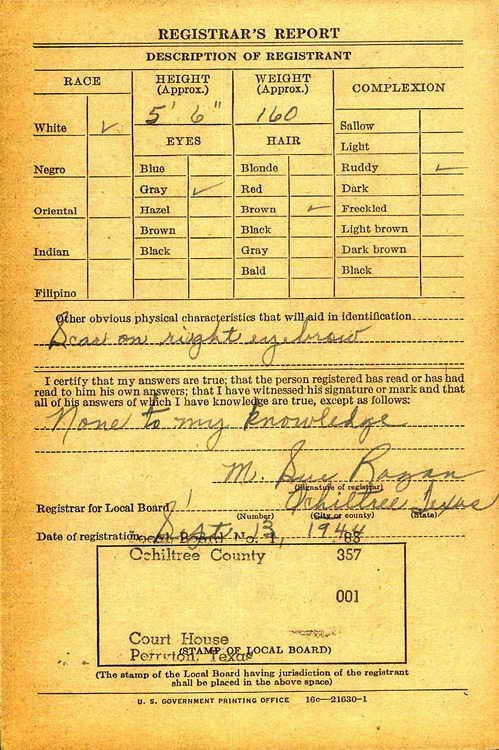 REGISTRAR'S REPORT
DESCRIPTION OF REGISTRANT
RACE
HEIGHT (Approx.)
WEIGHT (Approx.)
COMPLEXION
5' 6"
160
White ✓
EYES
HAIR
Sallow
Light
Negro
Blue
Blonde
Ruddy ✓
Gray ✓
Red
Dark
Oriental
Hazel
Brown ✓
Freckled
Brown
Black
Light brown
Indian
Black
Gray
Dark brown
Bald
Black
Filipino
Other obvious physical characteristics that will aid in identification
Scar on right eyebrow
I certify that my answers are true; that the person registered has read or has had
read to him his own answers; that I have witnessed his signature or mark and that
all of his answers of which I have knowledge are true, except as follows:
None to my knowledge
M. Sue Ragan
(Signature of registrar)
Registrar for Local Board 1 Ochiltree Texas
(Number) (City or county) (State)
Date of registration Sept. 13 1944
Local Board No. 1, 83
Ochiltree County 357
001
Court House
Perryton, Texas
(STAMP OF LOCAL BOARD)
(The stamp of the Local Board having jurisdiction of the registrant
shall be placed in the above space)
U. S. GOVERNMENT PRINTING OFFICE 16c—21630-1